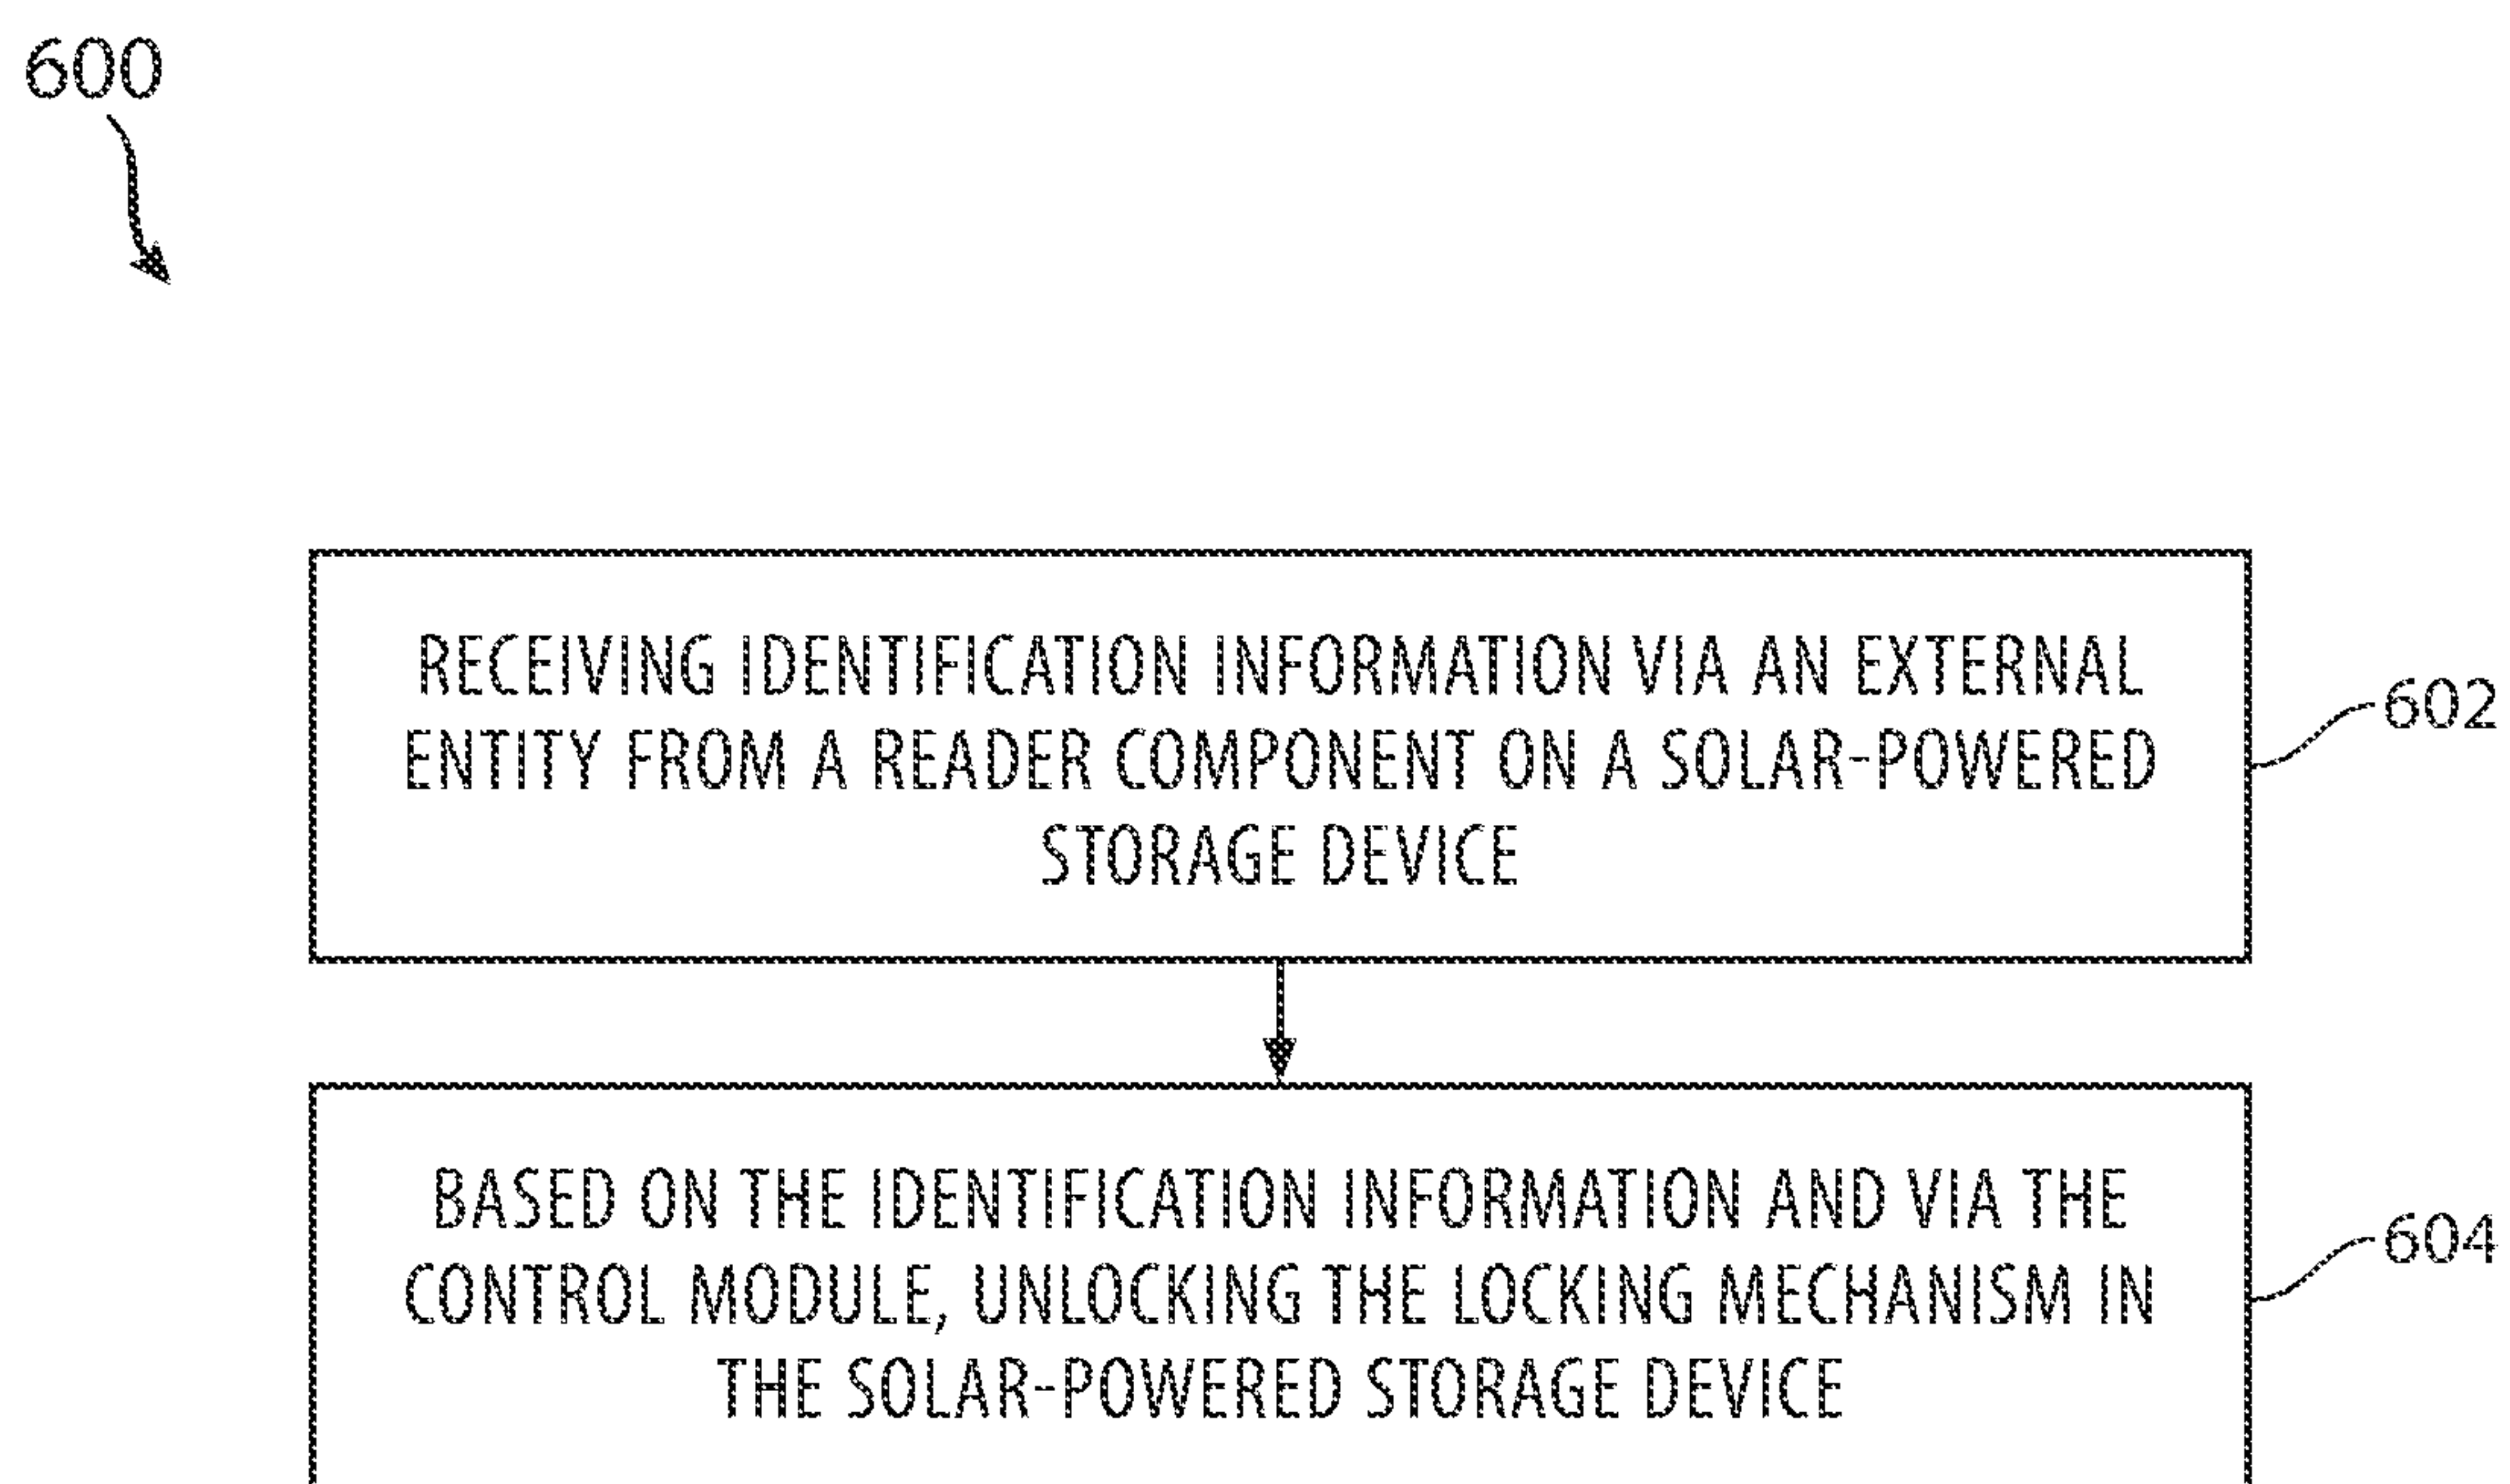 600
RECEIVING IDENTIFICATION INFORMATION VIA AN EXTERNAL
ENTITY FROM A READER COMPONENT ON A SOLAR-POWERED
STORAGE DEVICE
602
BASED ON THE IDENTIFICATION INFORMATION AND VIA THE
CONTROL MODULE, UNLOCKING THE LOCKING MECHANISM IN
THE SOLAR-POWERED STORAGE DEVICE
604